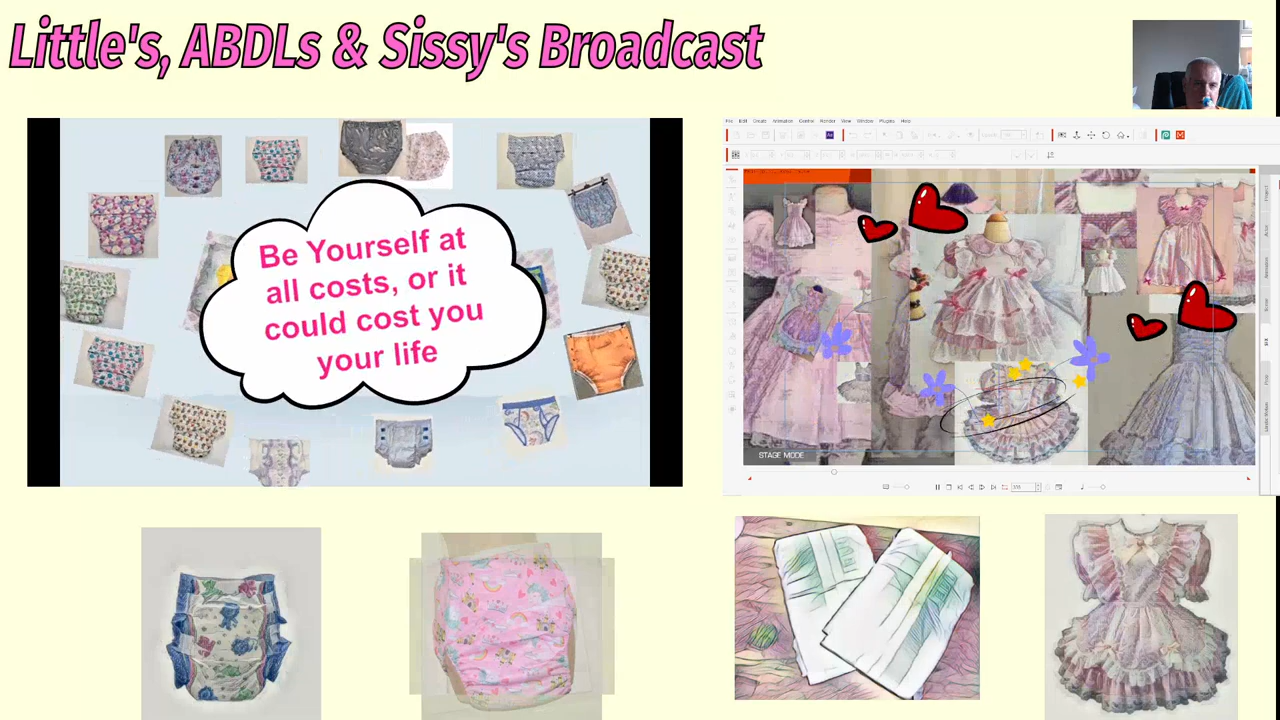 Little's, ABDLs & Sissy's Broadcast
Be Yourself at
all costs, or it
could cost you
your life
STAGE MODE